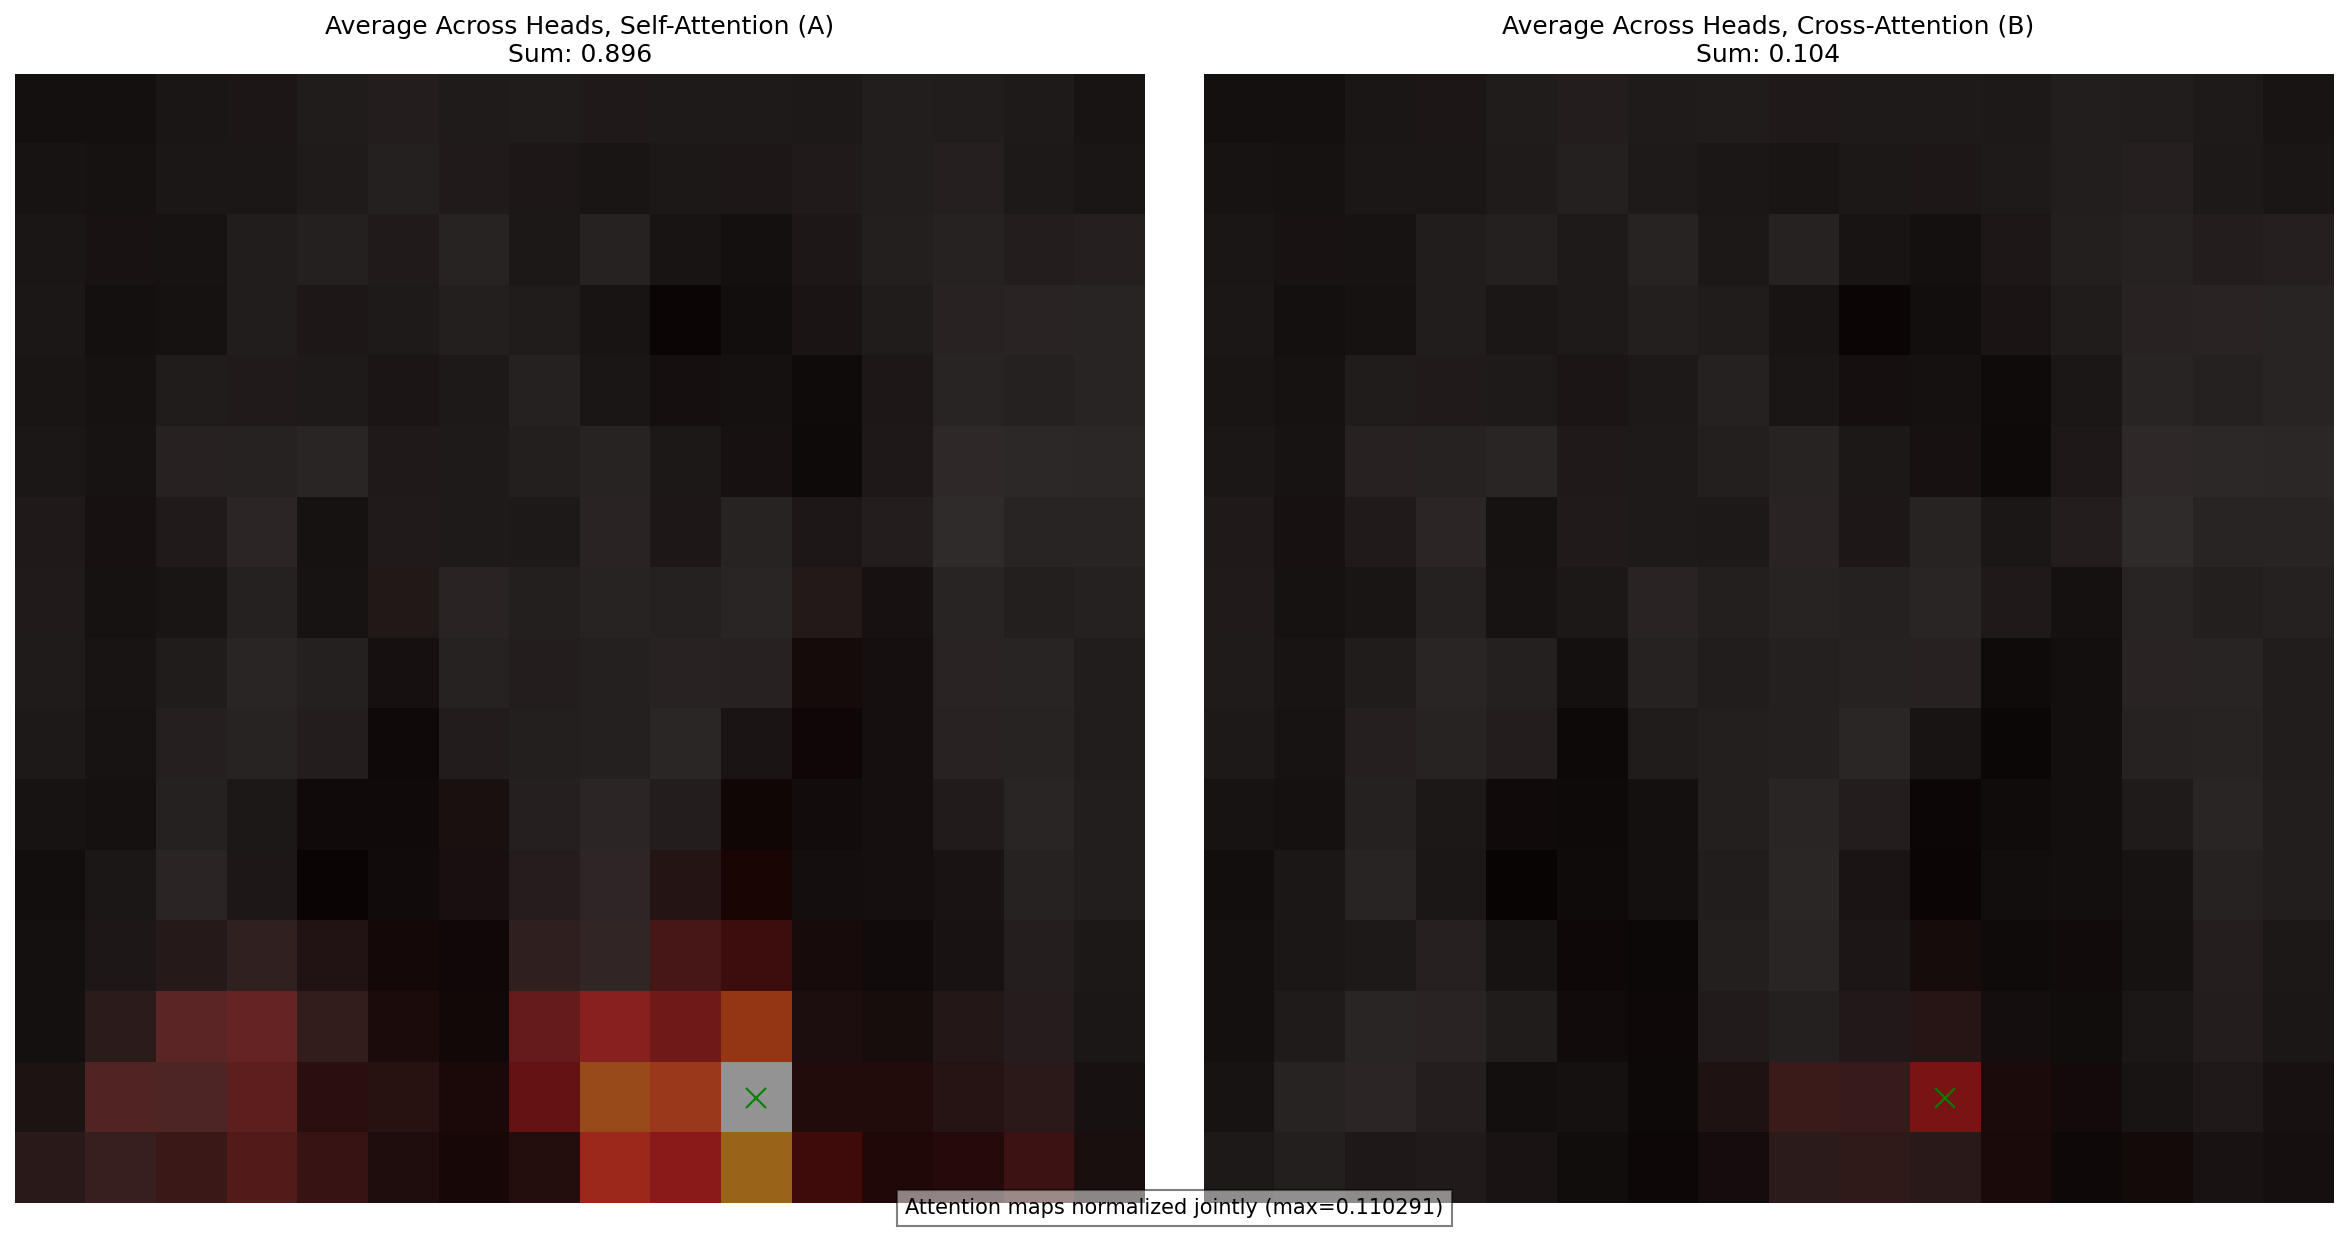 Average Across Heads, Self-Attention (A)
Sum: 0.896
Average Across Heads, Cross-Attention (B)
Sum: 0.104
Attention maps normalized jointly (max=0.110291)